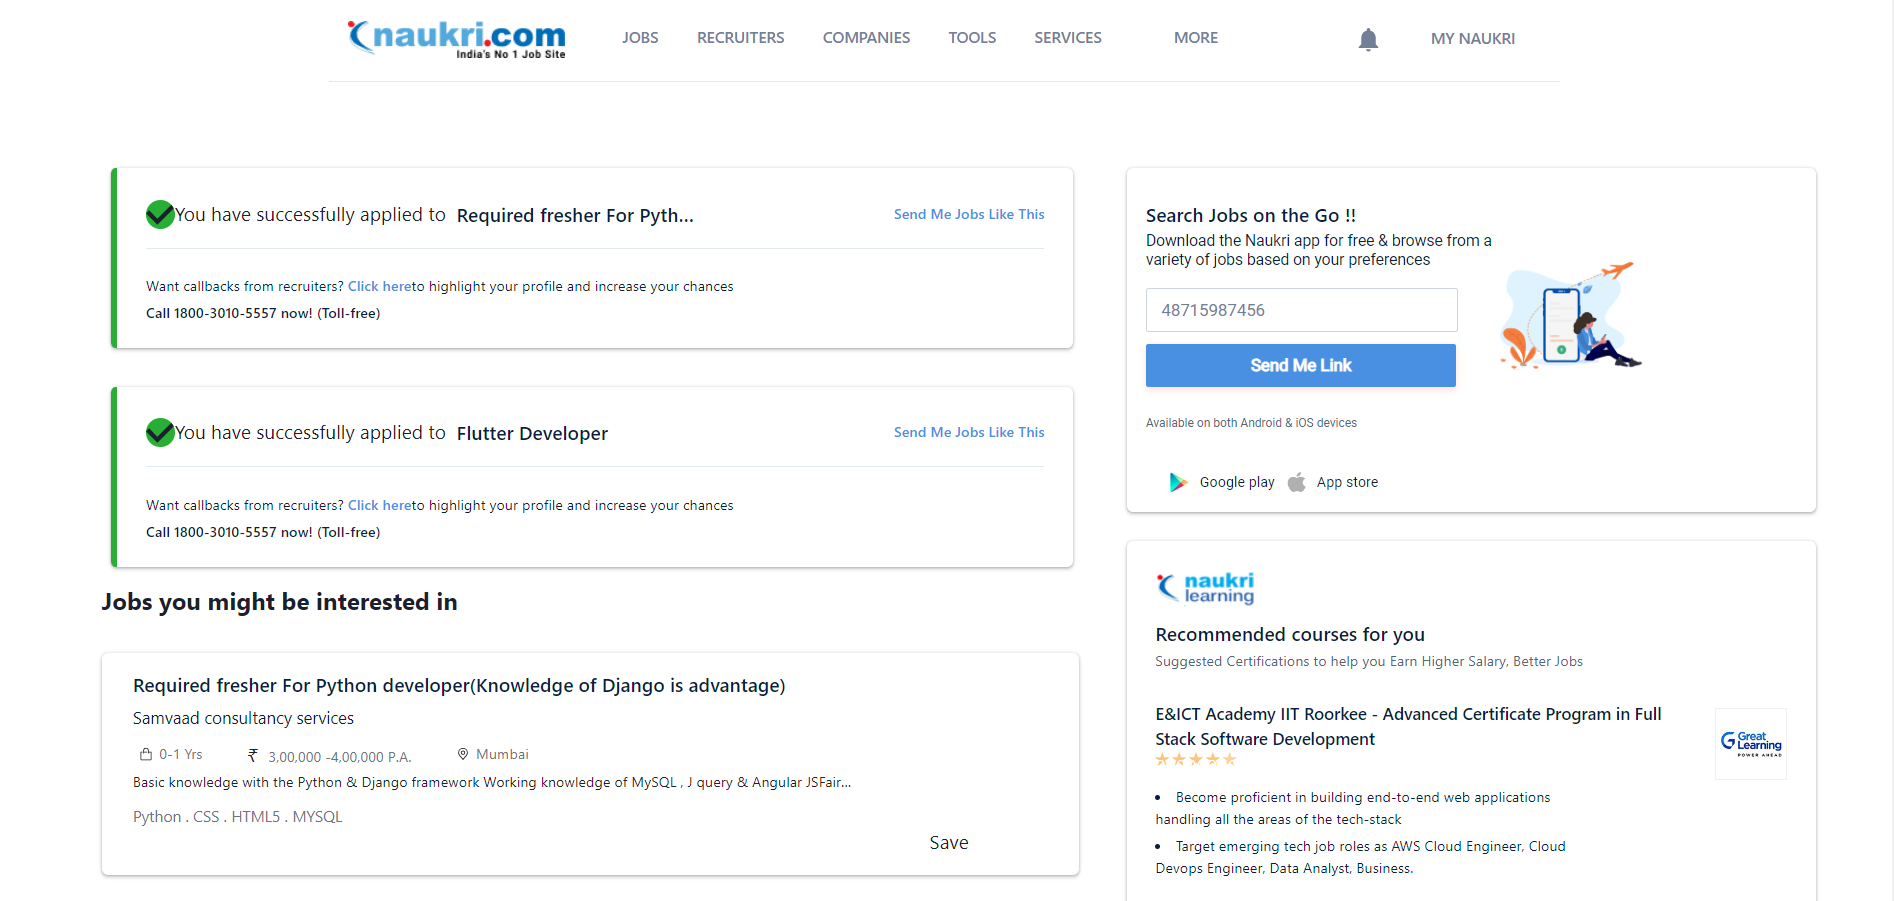 naukri.com
India's No 1 Job Site
JOBS RECRUITERS COMPANIES TOOLS SERVICES MORE MY NAUKRI
You have successfully applied to Required fresher For Pyth... Send Me Jobs Like This
Want callbacks from recruiters? Click hereto highlight your profile and increase your chances
Call 1800-3010-5557 now! (Toll-free)
You have successfully applied to Flutter Developer Send Me Jobs Like This
Want callbacks from recruiters? Click hereto highlight your profile and increase your chances
Call 1800-3010-5557 now! (Toll-free)
Jobs you might be interested in
Required fresher For Python developer(Knowledge of Django is advantage)
Samvaad consultancy services
0-1 Yrs ₹ 3,00,000 -4,00,000 P.A. Mumbai
Basic knowledge with the Python & Django framework Working knowledge of MySQL , J query & Angular JSFair...
Python . CSS . HTML5 . MYSQL
Save
Search Jobs on the Go !!
Download the Naukri app for free & browse from a
variety of jobs based on your preferences
48715987456
Send Me Link
Available on both Android & iOS devices
Google play App store
naukri
learning
Recommended courses for you
Suggested Certifications to help you Earn Higher Salary, Better Jobs
E&ICT Academy IIT Roorkee - Advanced Certificate Program in Full
Stack Software Development
Great
Learning
POWER AHEAD
• Become proficient in building end-to-end web applications
handling all the areas of the tech-stack
• Target emerging tech job roles as AWS Cloud Engineer, Cloud
Devops Engineer, Data Analyst, Business.